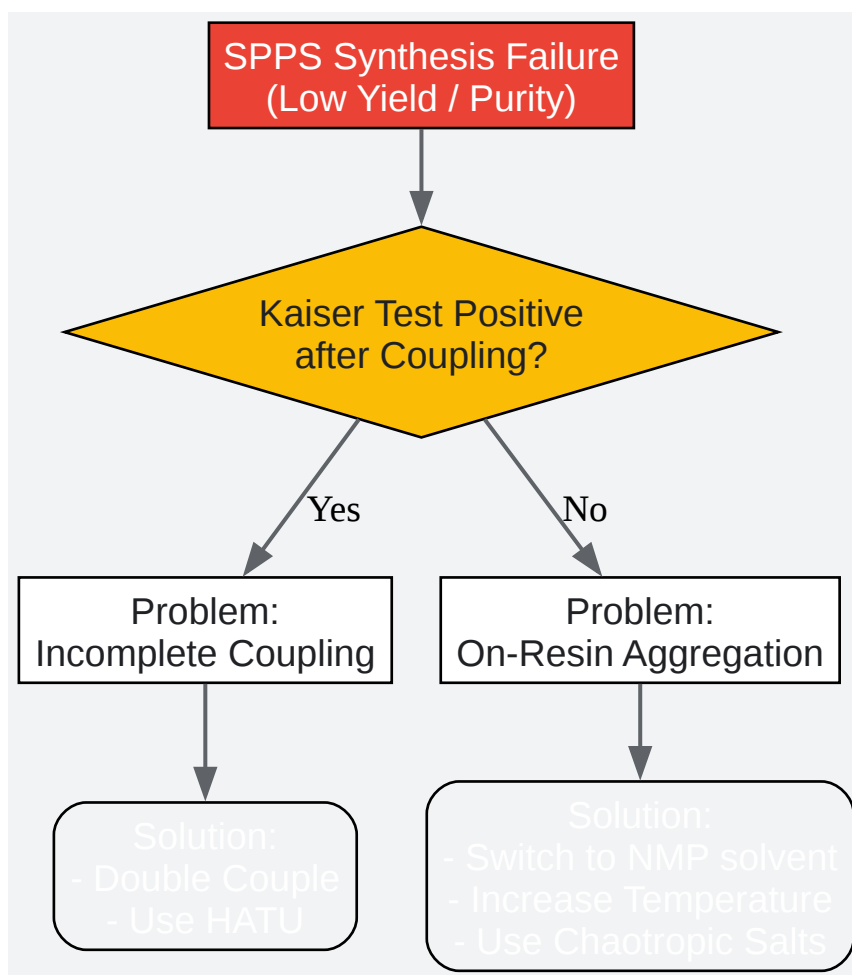 SPPS Synthesis Failure
(Low Yield / Purity)
Kaiser Test Positive
after Coupling?
Yes
No
Problem:
Incomplete Coupling
Problem:
On-Resin Aggregation
Solution:
- Double Couple
- Use HATU
Solution:
- Switch to NMP solvent
- Increase Temperature
- Use Chaotropic Salts